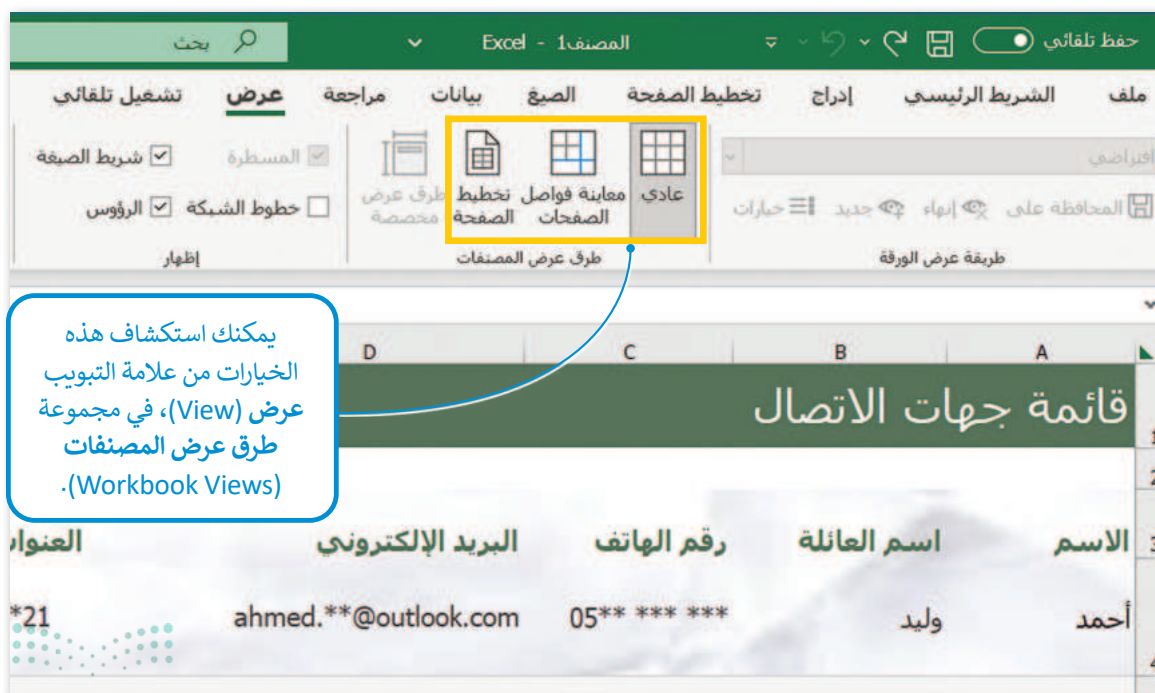 حفظ تلقائي
المصنف1 - Excel
بحث
ملف الشريط الرئيسي إدراج تخطيط الصفحة الصيغ بيانات مراجعة عرض تشغيل تلقائي
المحافظة على إنهاء جديد خيارات
طريقة عرض الورقة
عادي
معاينة فواصل الصفحات
تخطيط الصفحة
طرق عرض مخصصة
طرق عرض المصنفات
المسطرة شريط الصيغة
خطوط الشبكة الرؤوس
إظهار
يمكنك استكشاف هذه
الخيارات من علامة التبويب
عرض (View)، في مجموعة
طرق عرض المصنفات
(Workbook Views).
A B C D
قائمة جهات الاتصال
الاسم اسم العائلة رقم الهاتف البريد الإلكتروني
أحمد وليد 05** *** *** ahmed.**@outlook.com *21